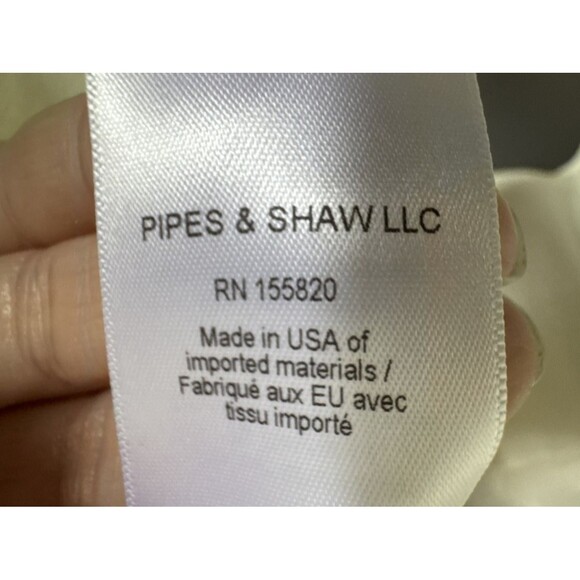 PIPES & SHAW LLC
RN 155820
Made in USA of
imported materials /
Fabriqué aux EU avec
tissu importé